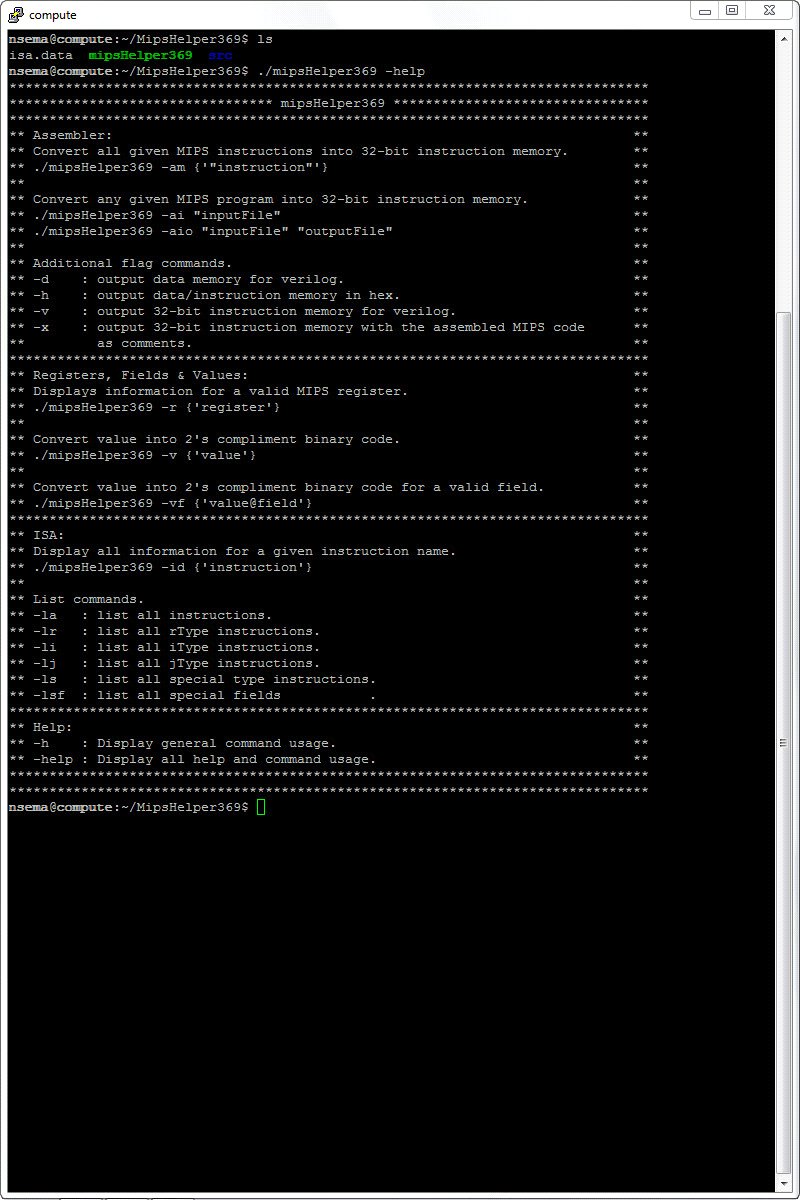 compute
nsema@compute:~/MipsHelper369$ ls
isa.data  mipsHelper369  src
nsema@compute:~/MipsHelper369$ ./mipsHelper369 -help
********************************************************************************
********************************* mipsHelper369 ********************************
********************************************************************************
** Assembler:                                                                 **
** Convert all given MIPS instructions into 32-bit instruction memory.        **
** ./mipsHelper369 -am {'"instruction"'}                                      **
**                                                                            **
** Convert any given MIPS program into 32-bit instruction memory.             **
** ./mipsHelper369 -ai "inputFile"                                            **
** ./mipsHelper369 -aio "inputFile" "outputFile"                              **
**                                                                            **
** Additional flag commands.                                                  **
** -d    : output data memory for verilog.                                    **
** -h    : output data/instruction memory in hex.                             **
** -v    : output 32-bit instruction memory for verilog.                      **
** -x    : output 32-bit instruction memory with the assembled MIPS code      **
**         as comments.                                                       **
********************************************************************************
** Registers, Fields & Values:                                                **
** Displays information for a valid MIPS register.                            **
** ./mipsHelper369 -r {'register'}                                            **
**                                                                            **
** Convert value into 2's compliment binary code.                             **
** ./mipsHelper369 -v {'value'}                                               **
**                                                                            **
** Convert value into 2's compliment binary code for a valid field.           **
** ./mipsHelper369 -vf {'value@field'}                                        **
********************************************************************************
** ISA:                                                                       **
** Display all information for a given instruction name.                      **
** ./mipsHelper369 -id {'instruction'}                                        **
**                                                                            **
** List commands.                                                             **
** -la   : list all instructions.                                             **
** -lr   : list all rType instructions.                                       **
** -li   : list all iType instructions.                                       **
** -lj   : list all jType instructions.                                       **
** -ls   : list all special type instructions.                                **
** -lsf  : list all special fields           .                                **
********************************************************************************
** Help:                                                                      **
** -h    : Display general command usage.                                     **
** -help : Display all help and command usage.                                **
********************************************************************************
********************************************************************************
nsema@compute:~/MipsHelper369$